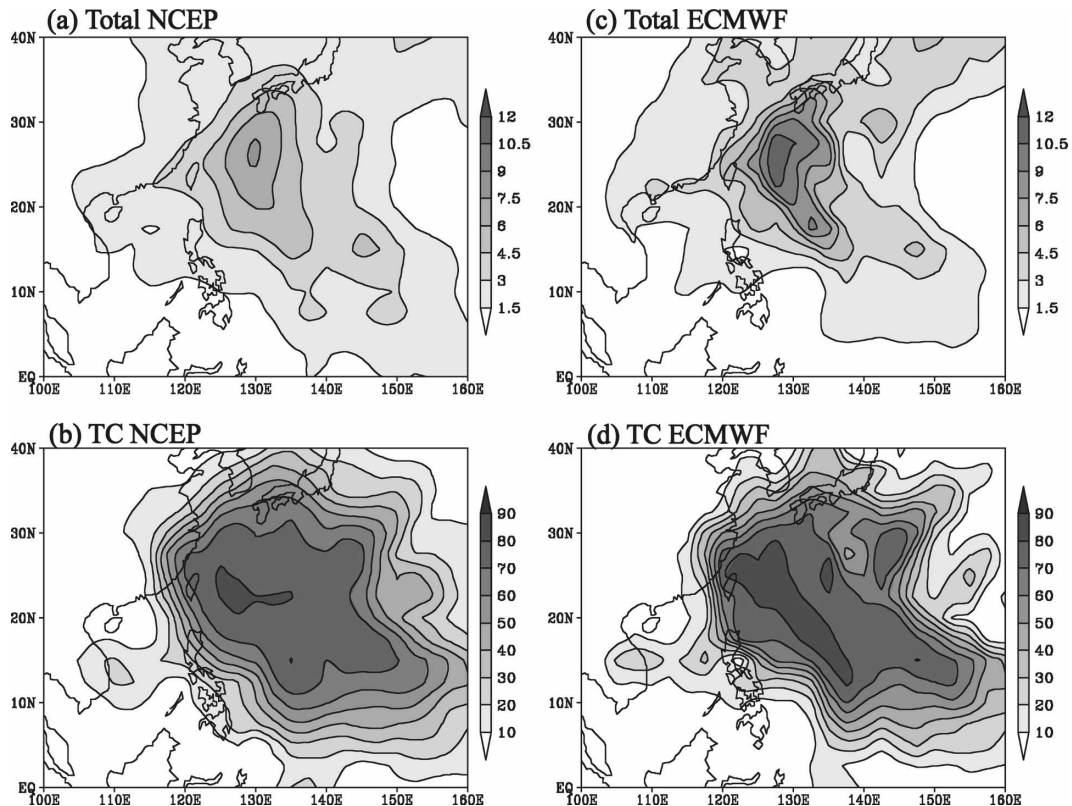 (a) Total NCEP
40N
30N
20N
10N
EQ
100E 110E 120E 130E 140E 150E 160E
12
10.5
9
7.5
6
4.5
3
1.5
(c) Total ECMWF
40N
30N
20N
10N
EQ
100E 110E 120E 130E 140E 150E 160E
12
10.5
9
7.5
6
4.5
3
1.5
(b) TC NCEP
40N
30N
20N
10N
EQ
100E 110E 120E 130E 140E 150E 160E
90
80
70
60
50
40
30
20
10
(d) TC ECMWF
40N
30N
20N
10N
EQ
100E 110E 120E 130E 140E 150E 160E
90
80
70
60
50
40
30
20
10